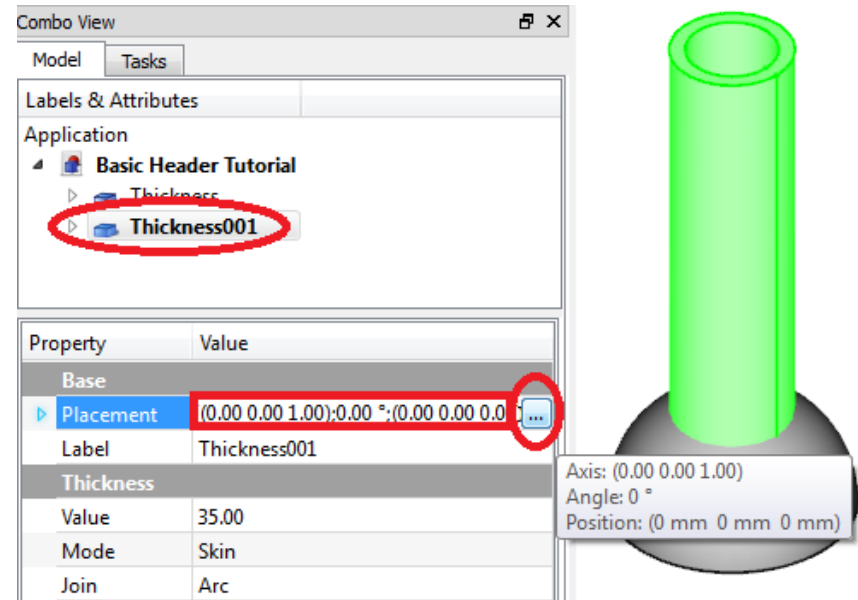 Combo View
Model Tasks
Labels & Attributes
Application
Basic Header Tutorial
Thickness
Thickness001
Property Value
Base
Placement (0.00 0.00 1.00);0.00 °;(0.00 0.00 0.0 ...
Label Thickness001
Thickness
Value 35.00
Mode Skin
Join Arc
Axis: (0.00 0.00 1.00)
Angle: 0 °
Position: (0 mm 0 mm 0 mm)